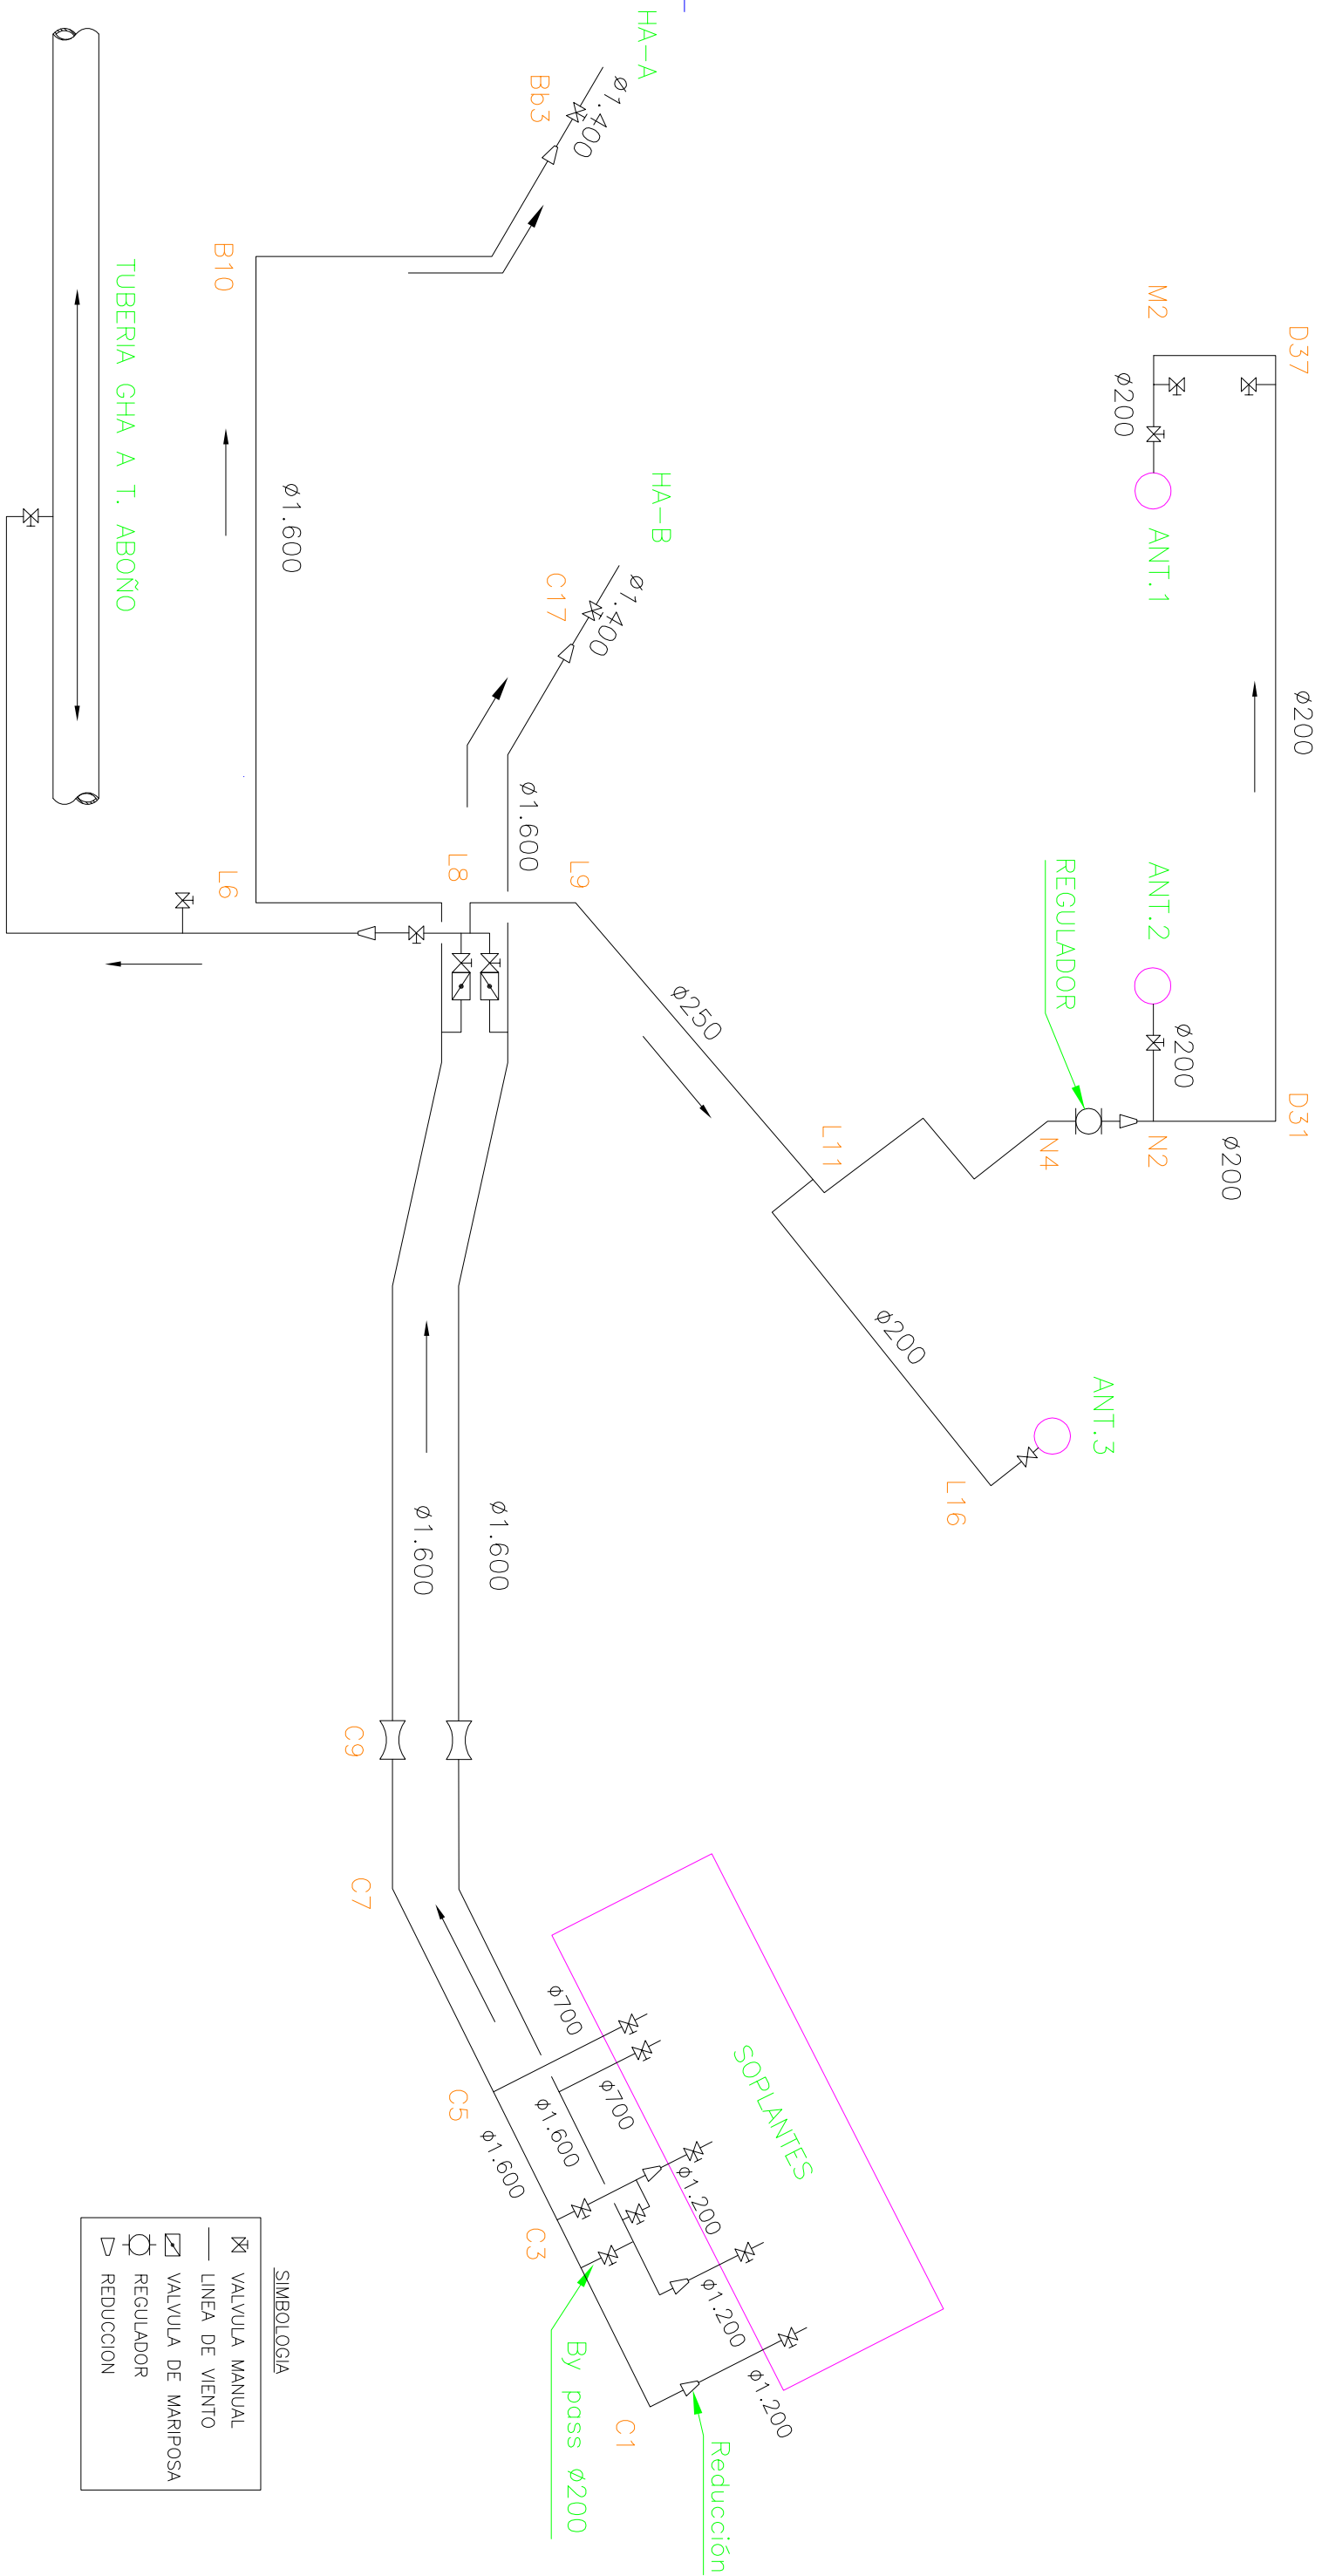 D37
Ø200
D31
M2
Ø200
ANT.1
ANT.2
Ø200
N2
Ø200
REGULADOR
N4
ANT.3
L16
L11
Ø200
Ø250
L9
HA-A
Ø1.400
Bb3
HA-B
Ø1.400
C17
Ø1.600
L8
B10
Ø1.600
L6
TUBERIA GHA A T. ABOÑO
Ø1.600
Ø1.600
C9
C7
SOPLANTES
Ø700
Ø700
Ø1.600
C5
Ø1.600
Ø1.200
C3
Ø1.200
Ø1.200
C1
Reducción
By pass Ø200
SIMBOLOGIA
VALVULA MANUAL
LINEA DE VIENTO
VALVULA DE MARIPOSA
REGULADOR
REDUCCION